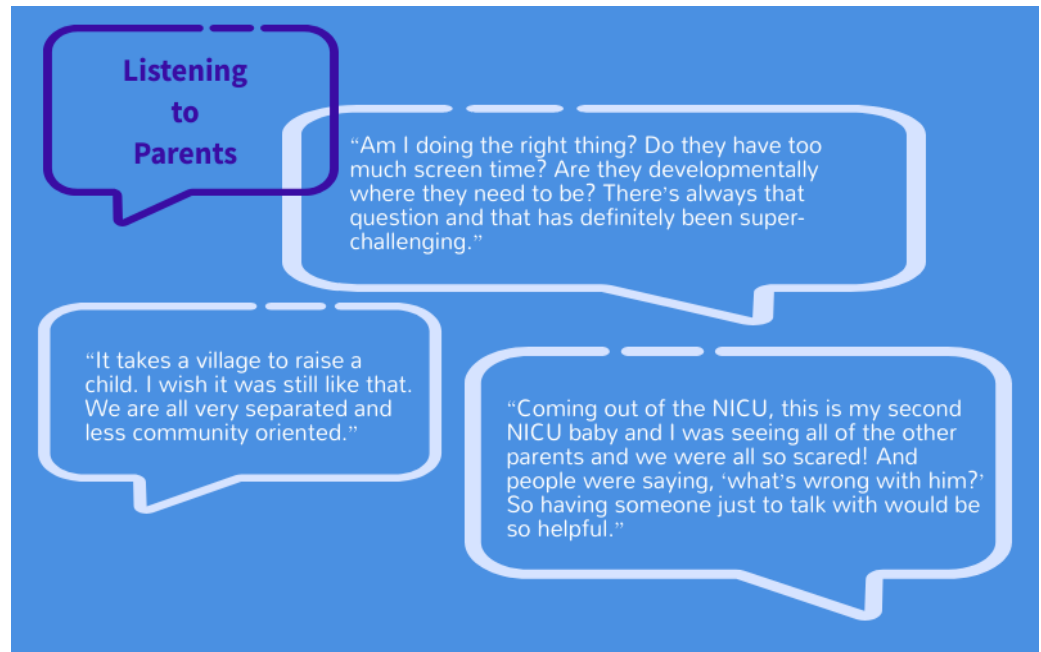 Listening
to
Parents
“Am I doing the right thing? Do they have too
much screen time? Are they developmentally
where they need to be? There’s always that
question and that has definitely been super-
challenging.”
“It takes a village to raise a
child. I wish it was still like that.
We are all very separated and
less community oriented.”
“Coming out of the NICU, this is my second
NICU baby and I was seeing all of the other
parents and we were all so scared! And
people were saying, ‘what’s wrong with him?’
So having someone just to talk with would be
so helpful.”